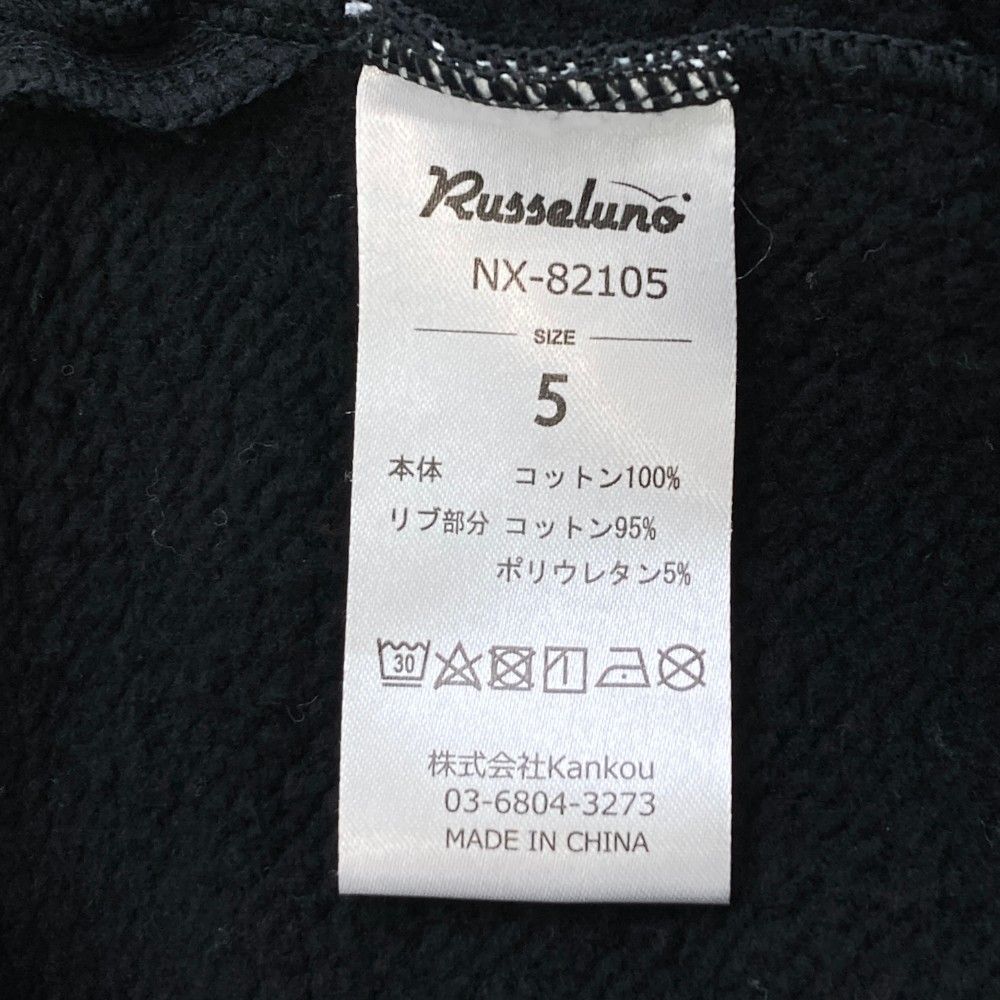 Russeluno
NX-82105
SIZE
5
本体 コットン100%
リブ部分 コットン95%
ポリウレタン5%
30
株式会社Kankou
03-6804-3273
MADE IN CHINA